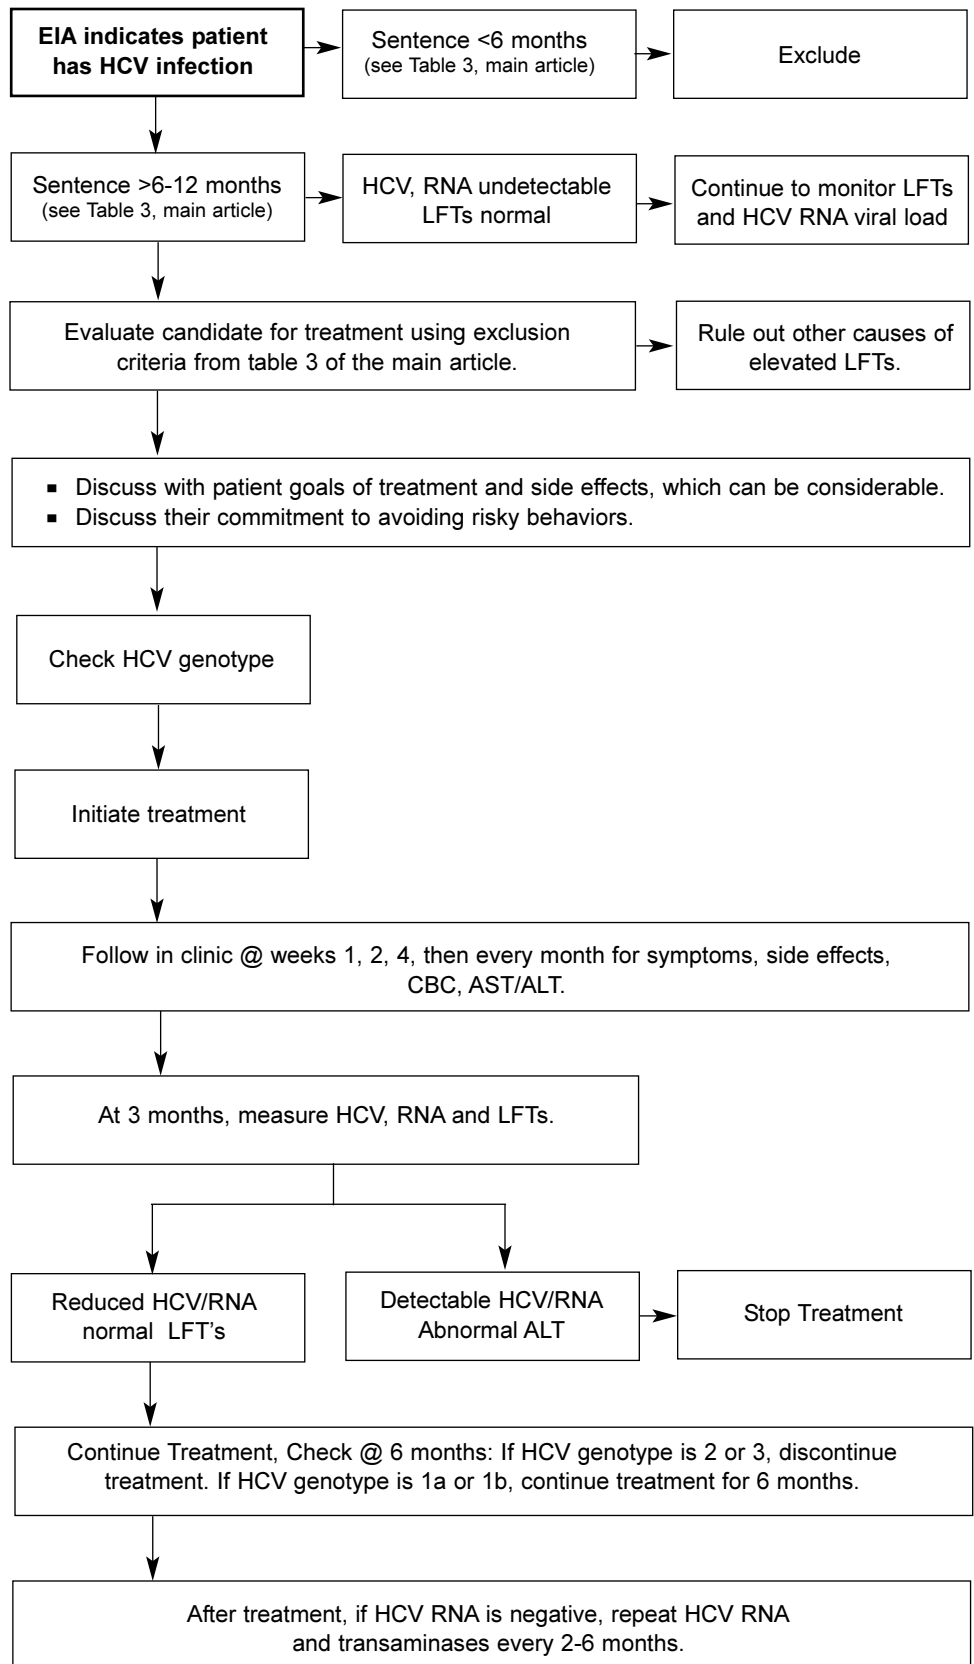 EIA indicates patient
has HCV infection
Sentence <6 months
(see Table 3, main article)
Exclude
Sentence >6-12 months
(see Table 3, main article)
HCV, RNA undetectable
LFTs normal
Continue to monitor LFTs
and HCV RNA viral load
Evaluate candidate for treatment using exclusion
criteria from table 3 of the main article.
Rule out other causes of
elevated LFTs.
▪ Discuss with patient goals of treatment and side effects, which can be considerable.
▪ Discuss their commitment to avoiding risky behaviors.
Check HCV genotype
Initiate treatment
Follow in clinic @ weeks 1, 2, 4, then every month for symptoms, side effects,
CBC, AST/ALT.
At 3 months, measure HCV, RNA and LFTs.
Reduced HCV/RNA
normal LFT's
Detectable HCV/RNA
Abnormal ALT
Stop Treatment
Continue Treatment, Check @ 6 months: If HCV genotype is 2 or 3, discontinue
treatment. If HCV genotype is 1a or 1b, continue treatment for 6 months.
After treatment, if HCV RNA is negative, repeat HCV RNA
and transaminases every 2-6 months.